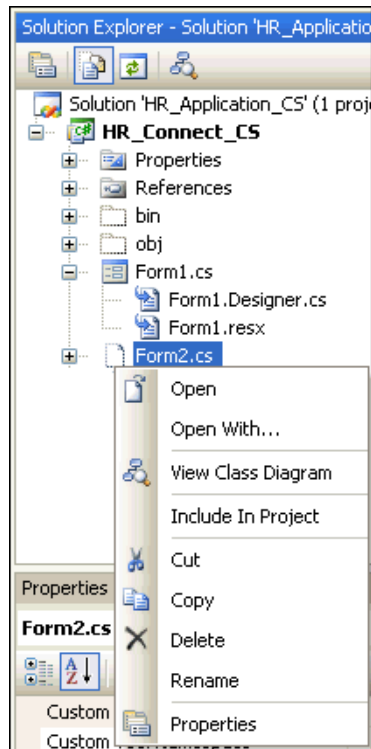 Solution Explorer - Solution 'HR_Applicatio
Solution 'HR_Application_CS' (1 proj
HR_Connect_CS
Properties
References
bin
obj
Form1.cs
Form1.Designer.cs
Form1.resx
Form2.cs
Open
Open With...
View Class Diagram
Include In Project
Cut
Copy
Delete
Rename
Properties
Properties
Form2.cs
Custom
Custom